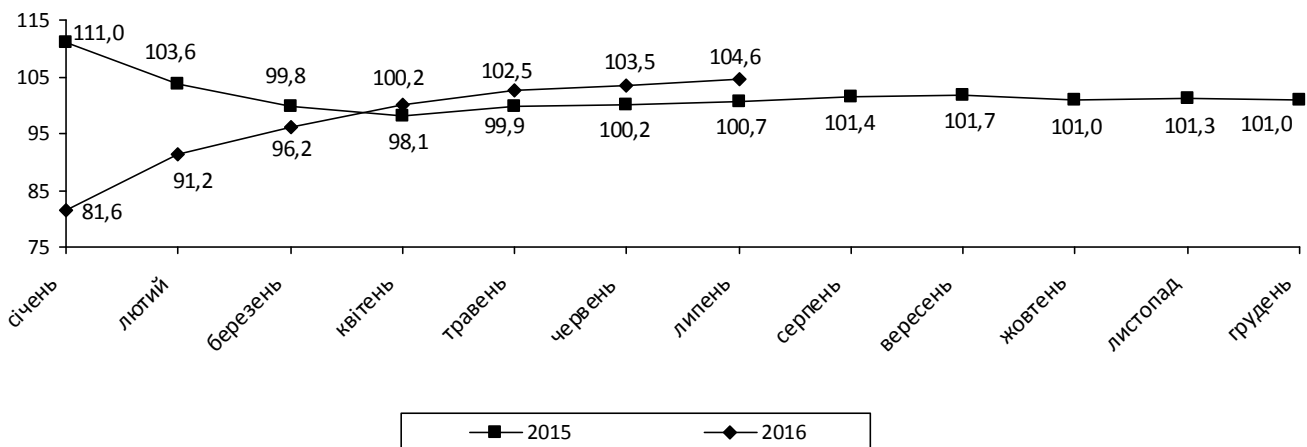 115
111,0
103,6
99,8
100,2
102,5
103,5
104,6
105
95
96,2
98,1
99,9
100,2
100,7
101,4
101,7
101,0
101,3
101,0
91,2
85
81,6
75
січень
лютий
березень
квітень
травень
червень
липень
серпень
вересень
жовтень
листопад
грудень
2015
2016